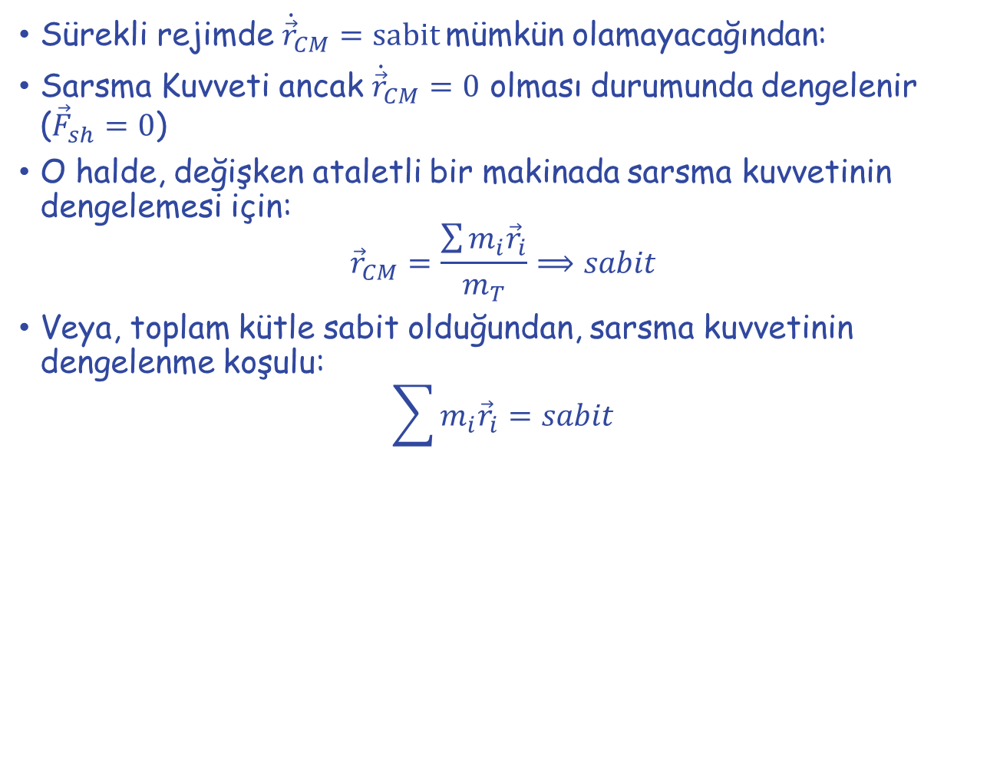 • Sürekli rejimde $\dot{\vec{r}}_{CM} = \text{sabit}$ mümkün olamayacağından:
• Sarsma Kuvveti ancak $\dot{\vec{r}}_{CM} = 0$ olması durumunda dengelenir
($\vec{F}_{sh} = 0$)
• O halde, değişken ataletli bir makinada sarsma kuvvetinin
dengelemesi için:
$\vec{r}_{CM} = \frac{\sum m_i \vec{r}_i}{m_T} \Longrightarrow sabit$
• Veya, toplam kütle sabit olduğundan, sarsma kuvvetinin
dengelenme koşulu:
$\sum m_i \vec{r}_i = sabit$